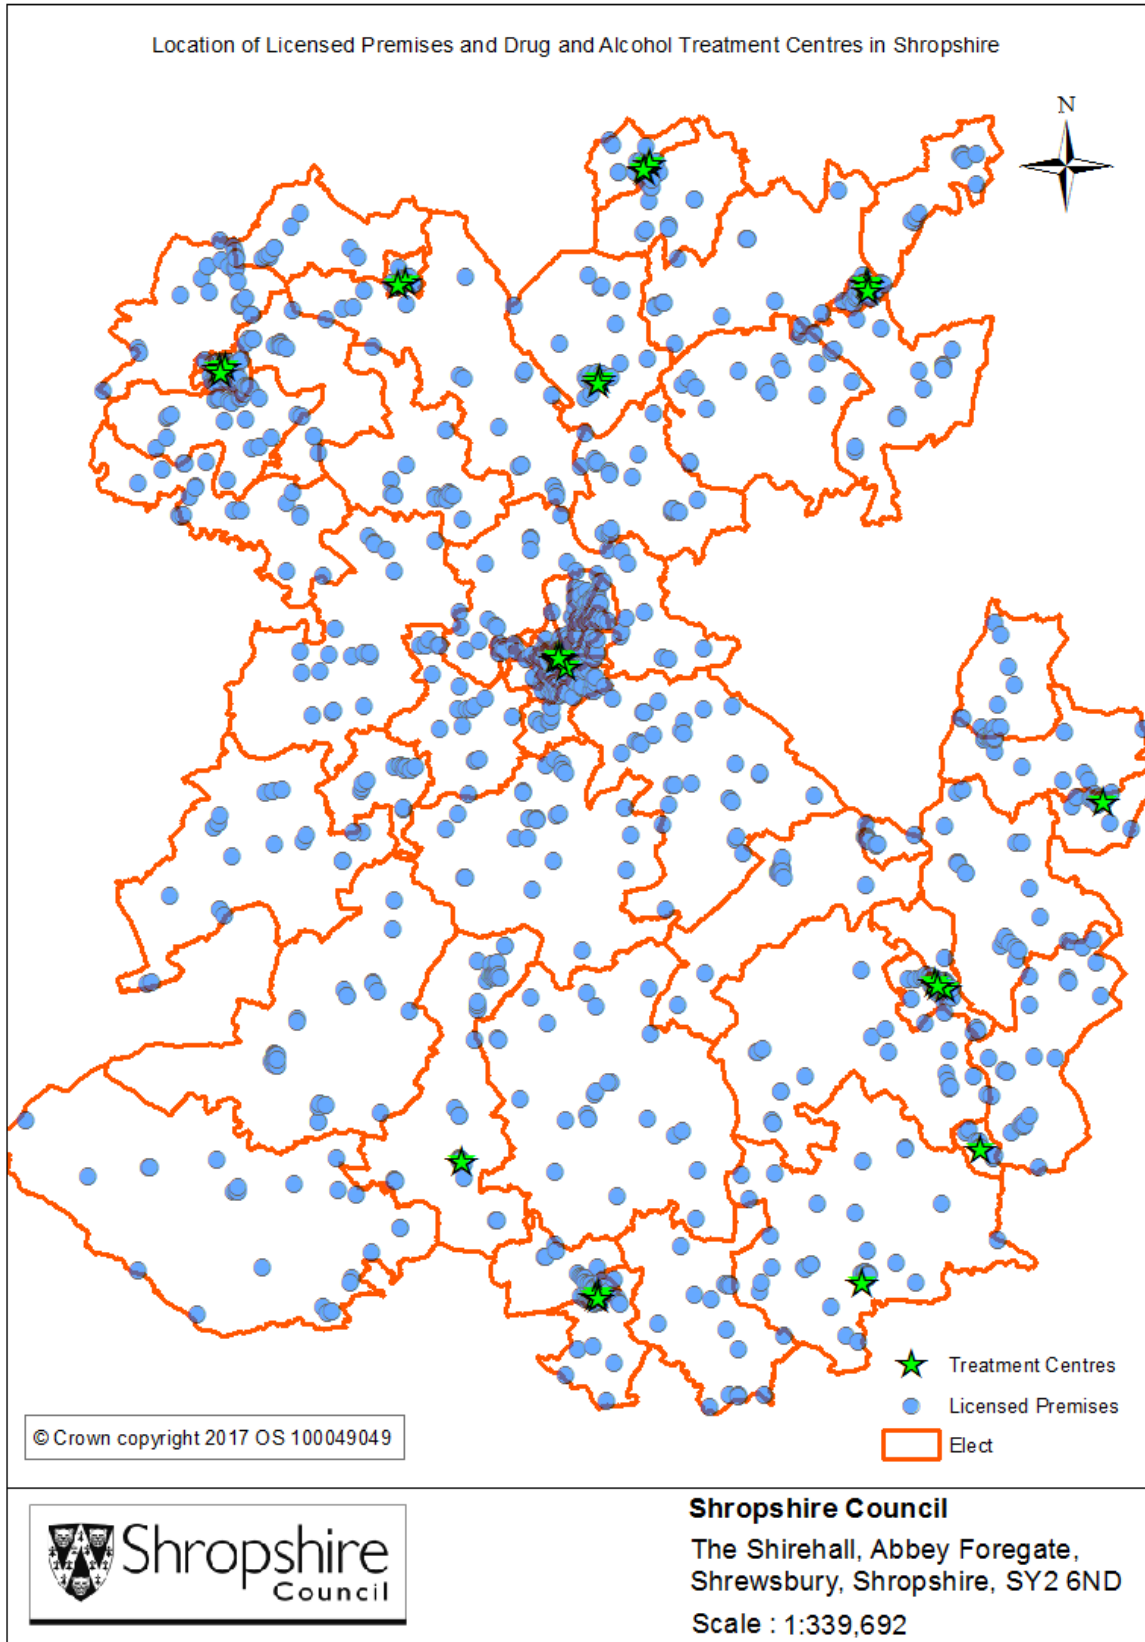 Location of Licensed Premises and Drug and Alcohol Treatment Centres in Shropshire
N
Treatment Centres
Licensed Premises
Elect
© Crown copyright 2017 OS 100049049
Shropshire
Council
Shropshire Council
The Shirehall, Abbey Foregate,
Shrewsbury, Shropshire, SY2 6ND
Scale : 1:339,692